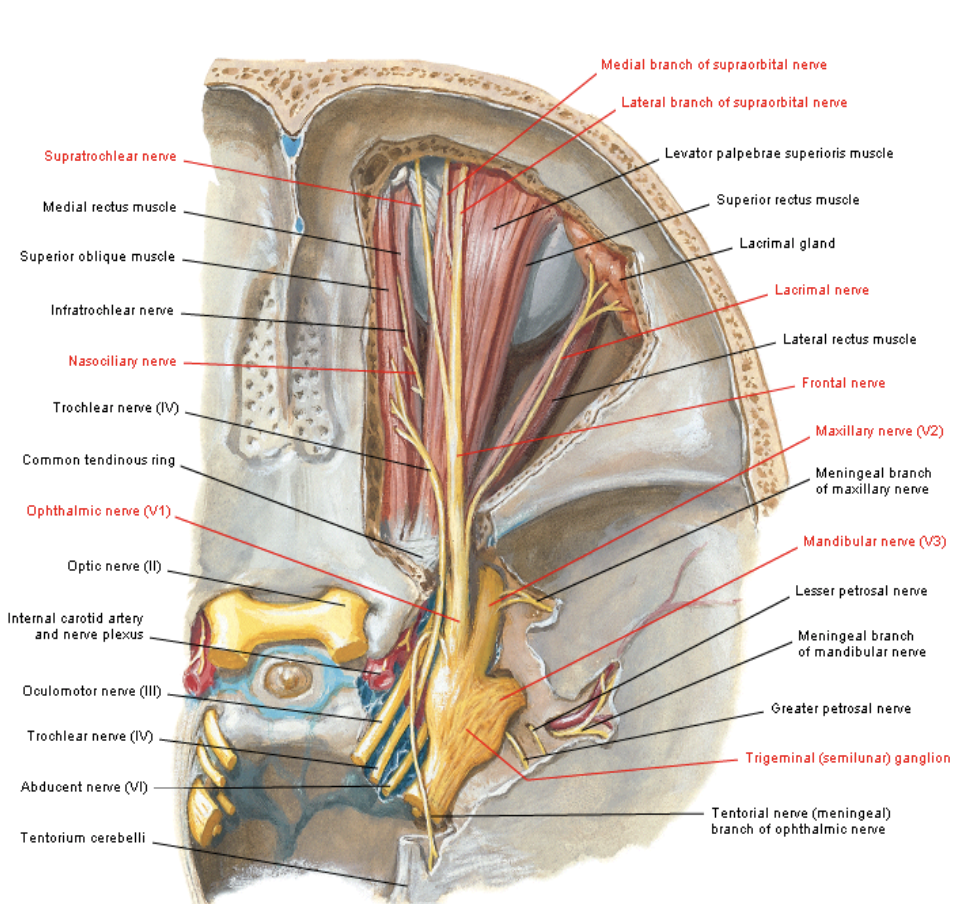 Medial branch of supraorbital nerve
Lateral branch of supraorbital nerve
Levator palpebrae superioris muscle
Superior rectus muscle
Lacrimal gland
Lacrimal nerve
Lateral rectus muscle
Frontal nerve
Maxillary nerve (V2)
Meningeal branch
of maxillary nerve
Mandibular nerve (V3)
Lesser petrosal nerve
Meningeal branch
of mandibular nerve
Greater petrosal nerve
Trigeminal (semilunar) ganglion
Tentorial nerve (meningeal)
branch of ophthalmic nerve
Supratrochlear nerve
Medial rectus muscle
Superior oblique muscle
Infratrochlear nerve
Nasociliary nerve
Trochlear nerve (IV)
Common tendinous ring
Ophthalmic nerve (V1)
Optic nerve (II)
Internal carotid artery
and nerve plexus
Oculomotor nerve (III)
Trochlear nerve (IV)
Abducent nerve (VI)
Tentorium cerebelli